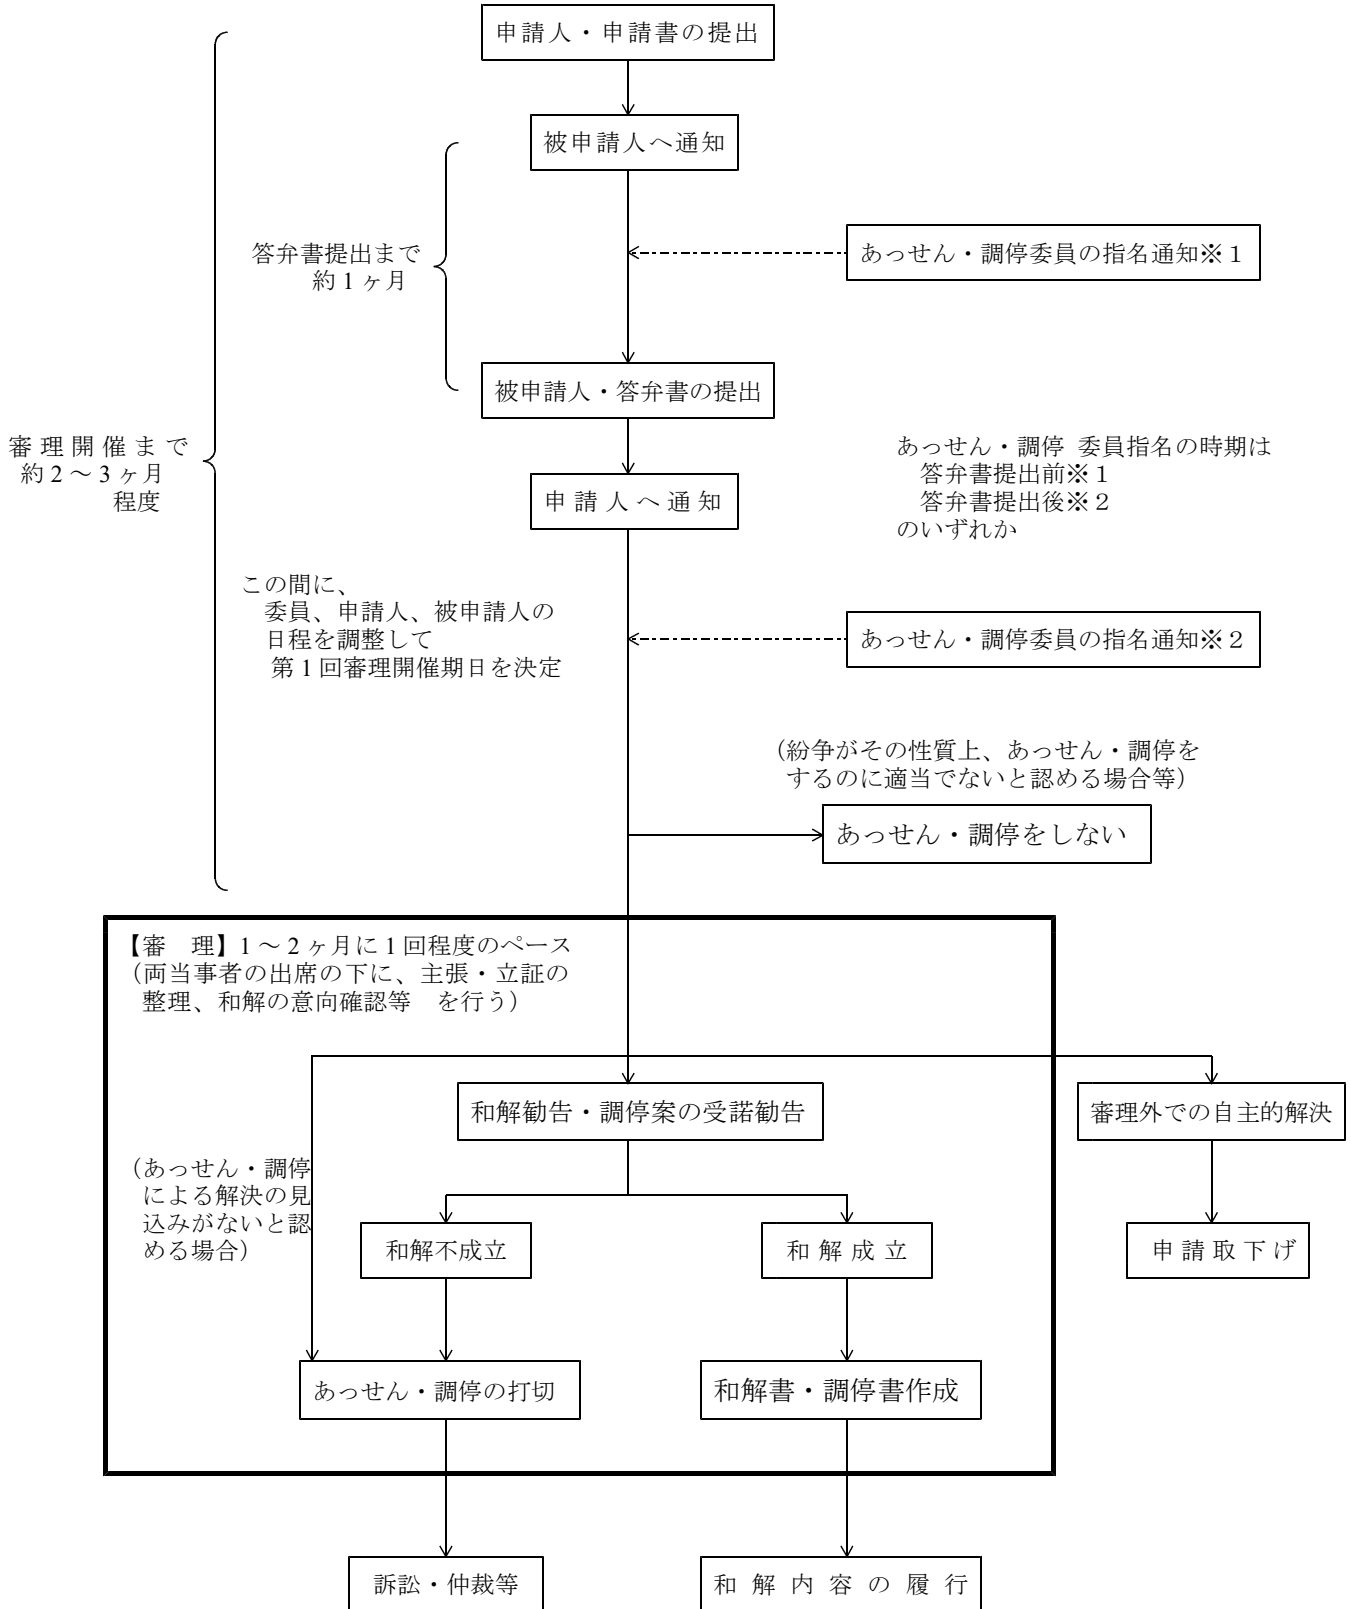 申請人・申請書の提出
被申請人へ通知
答弁書提出まで
約1ヶ月
あっせん・調停委員の指名通知※1
被申請人・答弁書の提出
審理開催まで
約2～3ヶ月
程度
あっせん・調停 委員指名の時期は
答弁書提出前※1
答弁書提出後※2
のいずれか
申請人へ通知
この間に、
委員、申請人、被申請人の
日程を調整して
第1回審理開催期日を決定
あっせん・調停委員の指名通知※2
(紛争がその性質上、あっせん・調停を
するのに適当でないと認める場合等)
あっせん・調停をしない
【審 理】1～2ヶ月に1回程度のペース
(両当事者の出席の下に、主張・立証の
整理、和解の意向確認等 を行う)
和解勧告・調停案の受諾勧告
審理外での自主的解決
(あっせん・調停
による解決の見
込みがないと認
める場合)
和解不成立
和解成立
申請取下げ
あっせん・調停の打切
和解書・調停書作成
訴訟・仲裁等
和解内容の履行